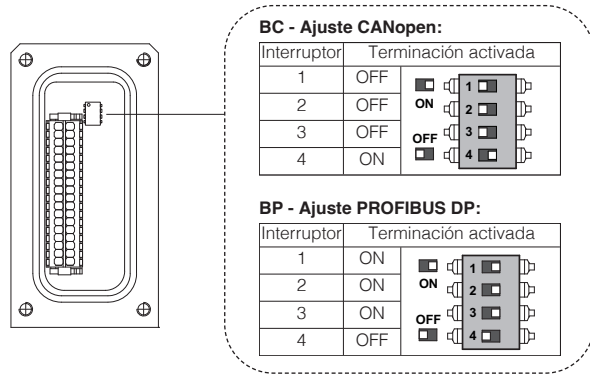 BC - Ajuste CANopen:
Interruptor Terminación activada
1 OFF
2 OFF
3 OFF
4 ON
ON
OFF
1
2
3
4
BP - Ajuste PROFIBUS DP:
Interruptor Terminación activada
1 ON
2 ON
3 ON
4 OFF
ON
OFF
1
2
3
4